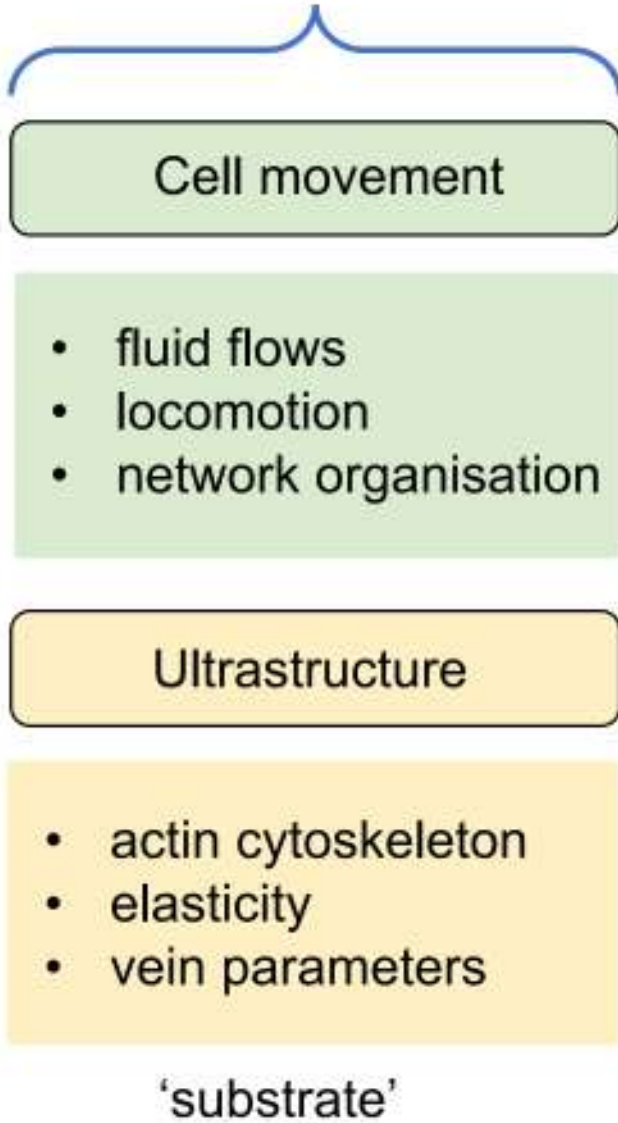 Cell movement
• fluid flows
• locomotion
• network organisation
Ultrastructure
• actin cytoskeleton
• elasticity
• vein parameters
‘substrate’